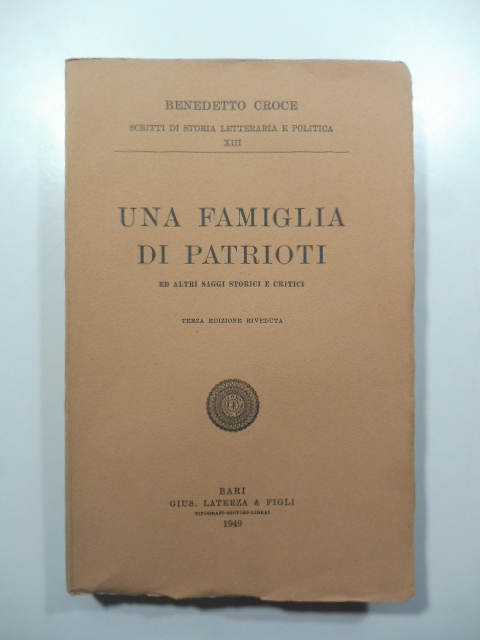 BENEDETTO CROCE
SCRITTI DI STORIA LETTERARIA E POLITICA
XIII
UNA FAMIGLIA
DI PATRIOTI
ED ALTRI SAGGI STORICI E CRITICI
TERZA EDIZIONE RIVEDUTA
BARI
GIUS. LATERZA & FIGLI
TIPOGRAFI-EDITORI-LIBRAI
1949